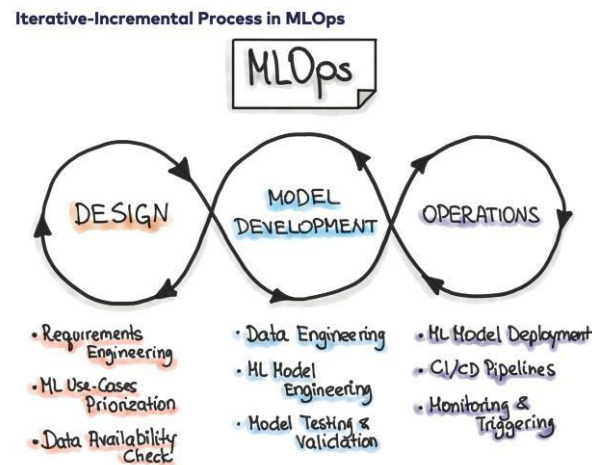 Iterative-Incremental Process in MLOps
MLOps
DESIGN
MODEL
DEVELOPMENT
OPERATIONS
• Requirements
Engineering
• ML Use-Cases
Priorization
• Data Availability
Check
• Data Engineering
• ML Model
Engineering
• Model Testing &
Validation
• ML Model Deployment
• CI/CD Pipelines
• Monitoring &
Triggering